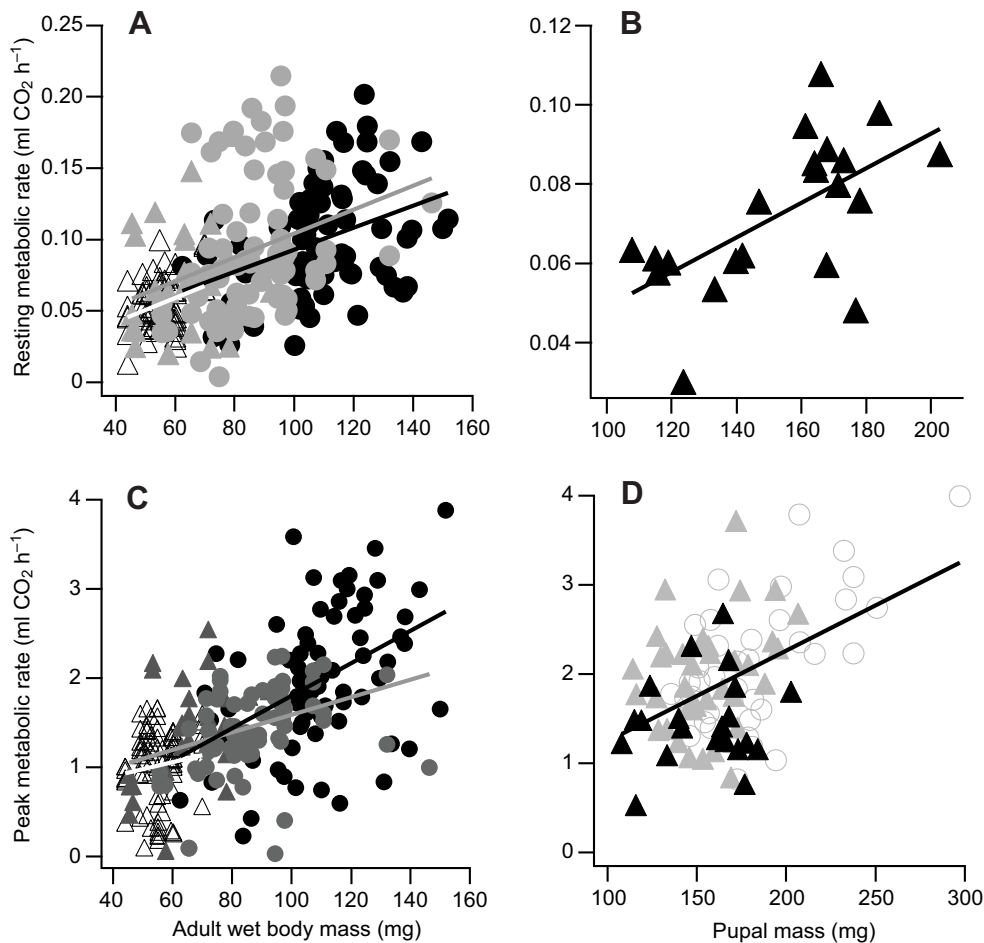 A
Resting metabolic rate (ml CO₂ h⁻¹)
0.25
0.20
0.15
0.10
0.05
0
40 60 80 100 120 140 160
B
0.12
0.10
0.08
0.06
0.04
100 120 140 160 180 200
C
Peak metabolic rate (ml CO₂ h⁻¹)
4
3
2
1
0
40 60 80 100 120 140 160
Adult wet body mass (mg)
D
4
3
2
1
0
100 150 200 250 300
Pupal mass (mg)